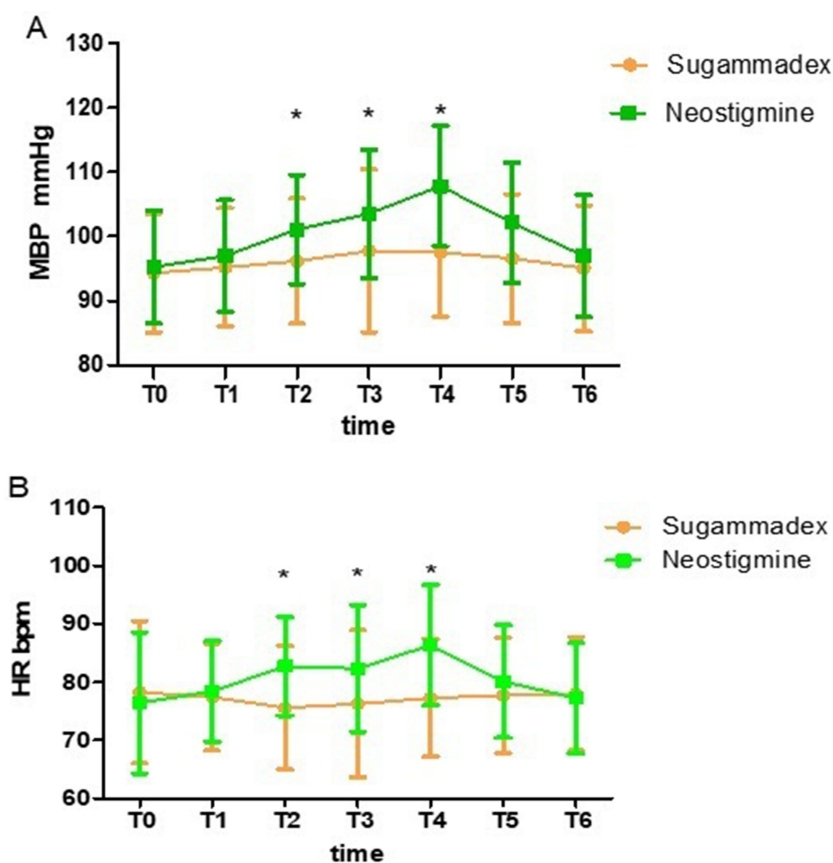 A
130
Sugammadex
120
Neostigmine
* * *
110
MBP mmHg
100
90
80
T0 T1 T2 T3 T4 T5 T6
time
B
110
Sugammadex
Neostigmine
100
* * *
90
HR bpm
80
70
60
T0 T1 T2 T3 T4 T5 T6
time